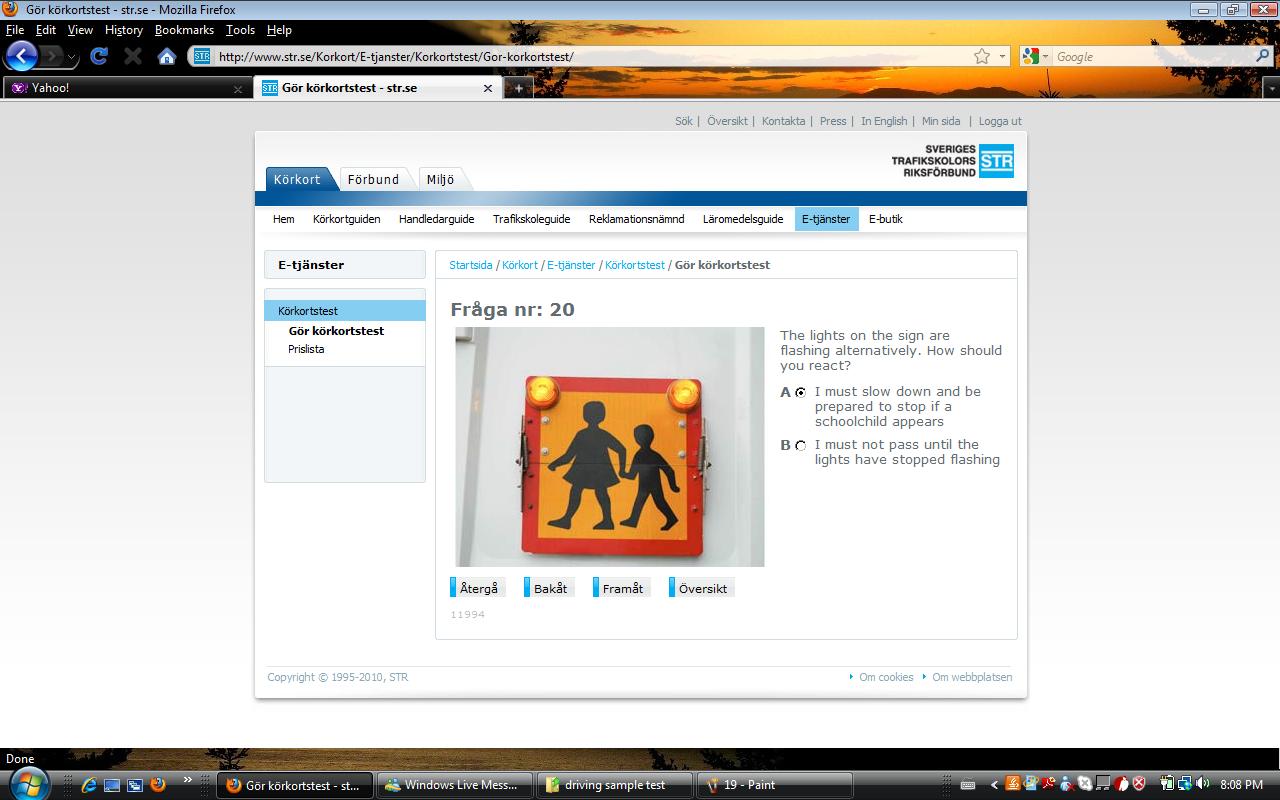 Gör körkortstest - str.se - Mozilla Firefox
File Edit View History Bookmarks Tools Help
STR http://www.str.se/Korkort/E-tjanster/Korkortstest/Gor-korkortstest/ Google
Yahoo! STR Gör körkortstest - str.se
Sök | Översikt | Kontakta | Press | In English | Min sida | Logga ut
SVERIGES
TRAFIKSKOLORS
RIKSFÖRBUND
STR
Körkort Förbund Miljö
Hem Körkortguiden Handledarguide Trafikskoleguide Reklamationsnämnd Läromedelsguide E-tjänster E-butik
E-tjänster
Körkortstest
Gör körkortstest
Prislista
Startsida / Körkort / E-tjänster / Körkortstest / Gör körkortstest
Fråga nr: 20
The lights on the sign are
flashing alternatively. How should
you react?
A I must slow down and be
prepared to stop if a
schoolchild appears
B I must not pass until the
lights have stopped flashing
Återgå Bakåt Framåt Översikt
11994
Copyright © 1995-2010, STR
Om cookies Om webbplatsen
Done
Gör körkortstest - st... Windows Live Mess... driving sample test 19 - Paint 8:08 PM